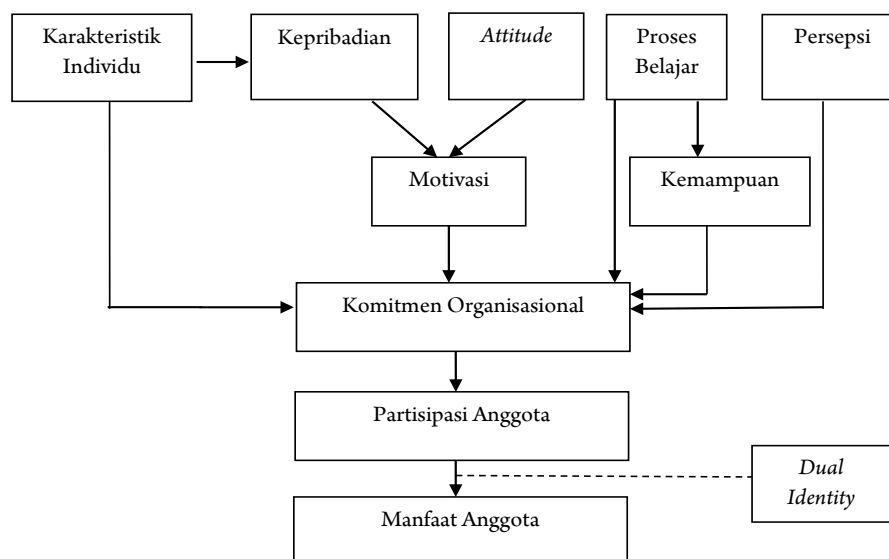 Karakteristik
Individu
Kepribadian
Attitude
Proses
Belajar
Persepsi
Motivasi
Kemampuan
Komitmen Organisasional
Partisipasi Anggota
Dual
Identity
Manfaat Anggota